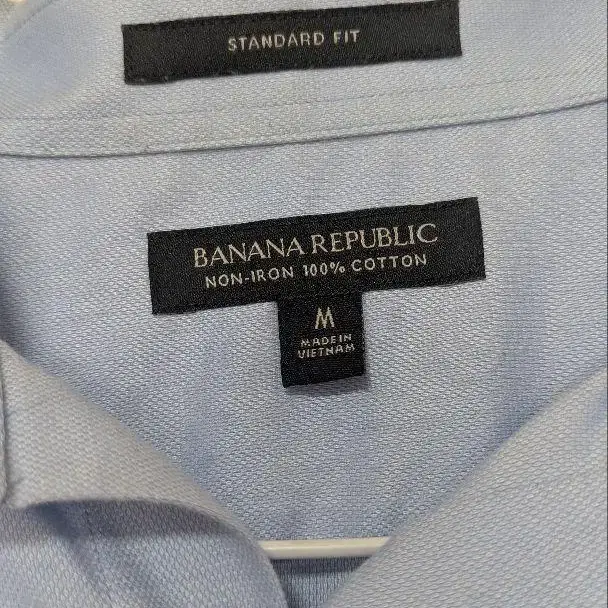 STANDARD FIT
BANANA REPUBLIC
NON-IRON 100% COTTON
M
MADE IN
VIETNAM